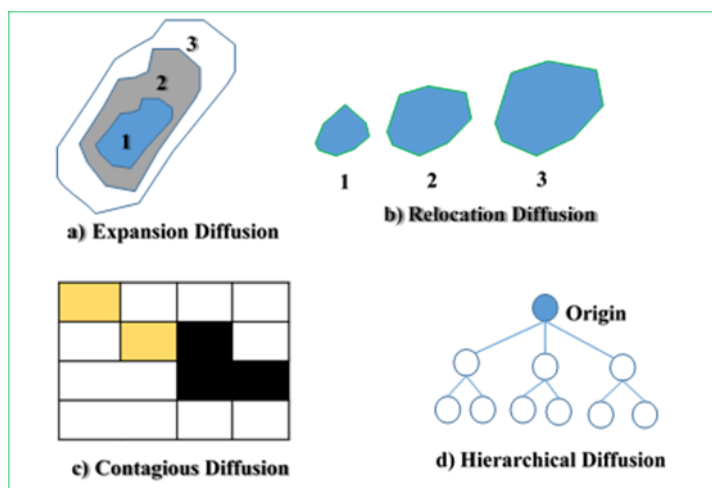 3
2
1
a) Expansion Diffusion
1
2
3
b) Relocation Diffusion
c) Contagious Diffusion
Origin
d) Hierarchical Diffusion